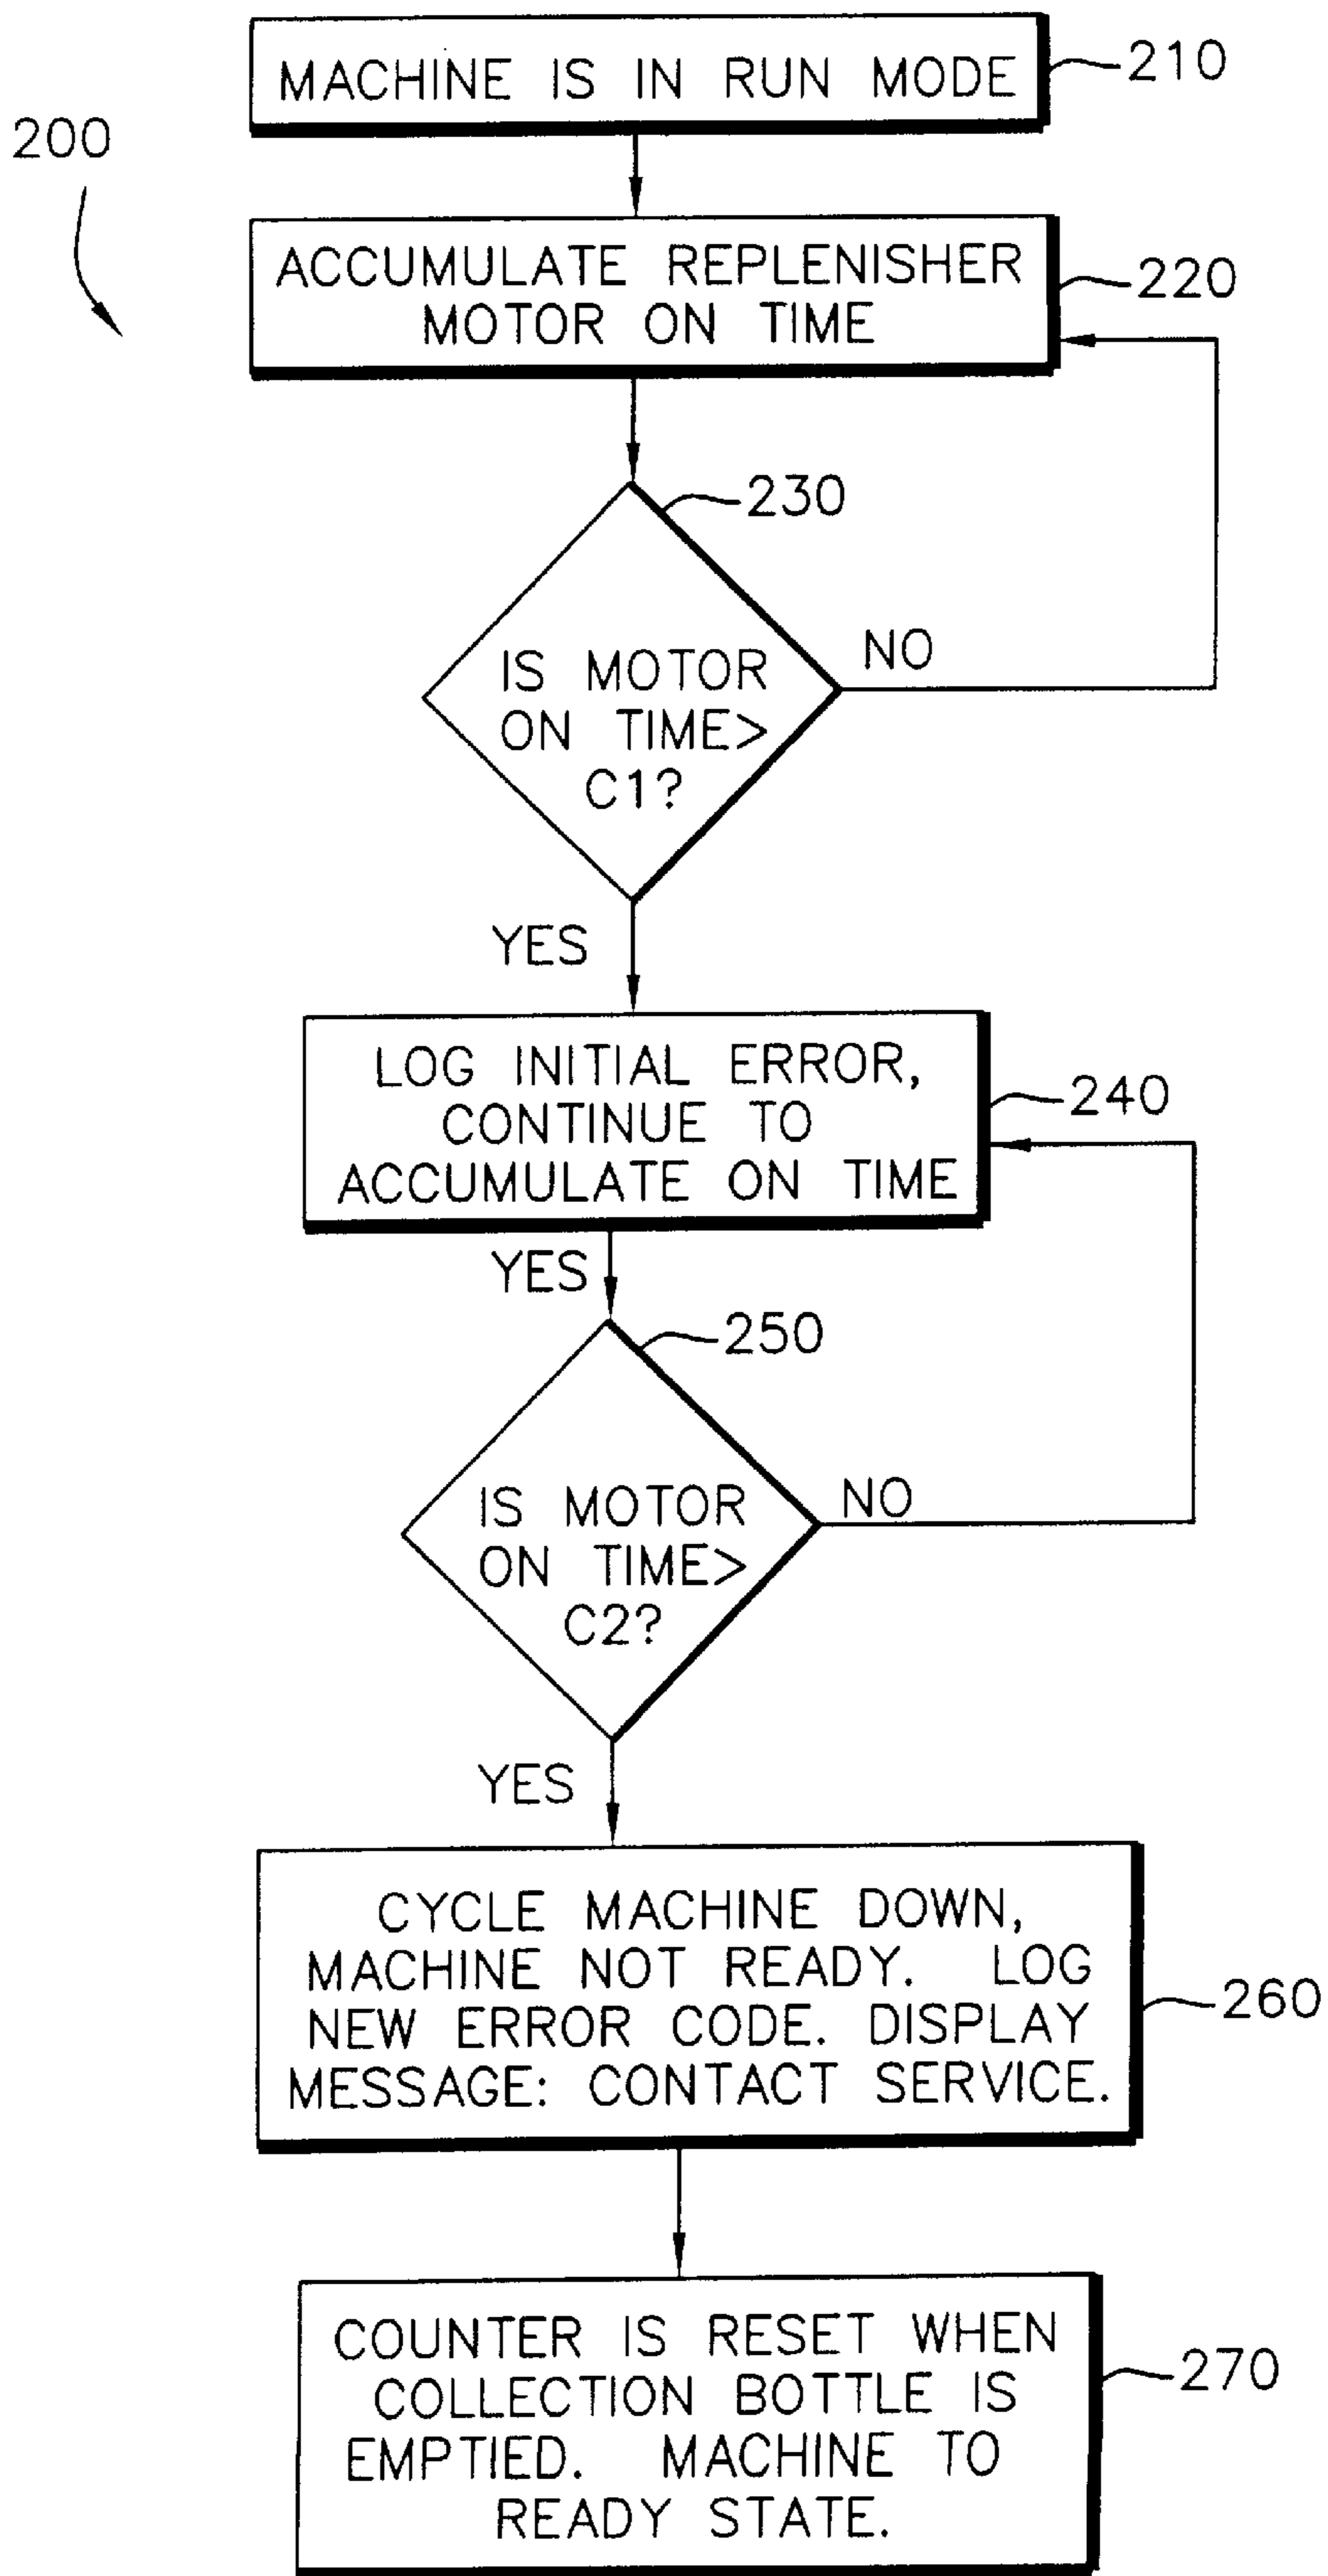 MACHINE IS IN RUN MODE
210
200
ACCUMULATE REPLENISHER
MOTOR ON TIME
220
230
IS MOTOR
ON TIME>
C1?
NO
YES
LOG INITIAL ERROR,
CONTINUE TO
ACCUMULATE ON TIME
240
YES
250
IS MOTOR
ON TIME>
C2?
NO
YES
CYCLE MACHINE DOWN,
MACHINE NOT READY. LOG
NEW ERROR CODE. DISPLAY
MESSAGE: CONTACT SERVICE.
260
COUNTER IS RESET WHEN
COLLECTION BOTTLE IS
EMPTIED. MACHINE TO
READY STATE.
270